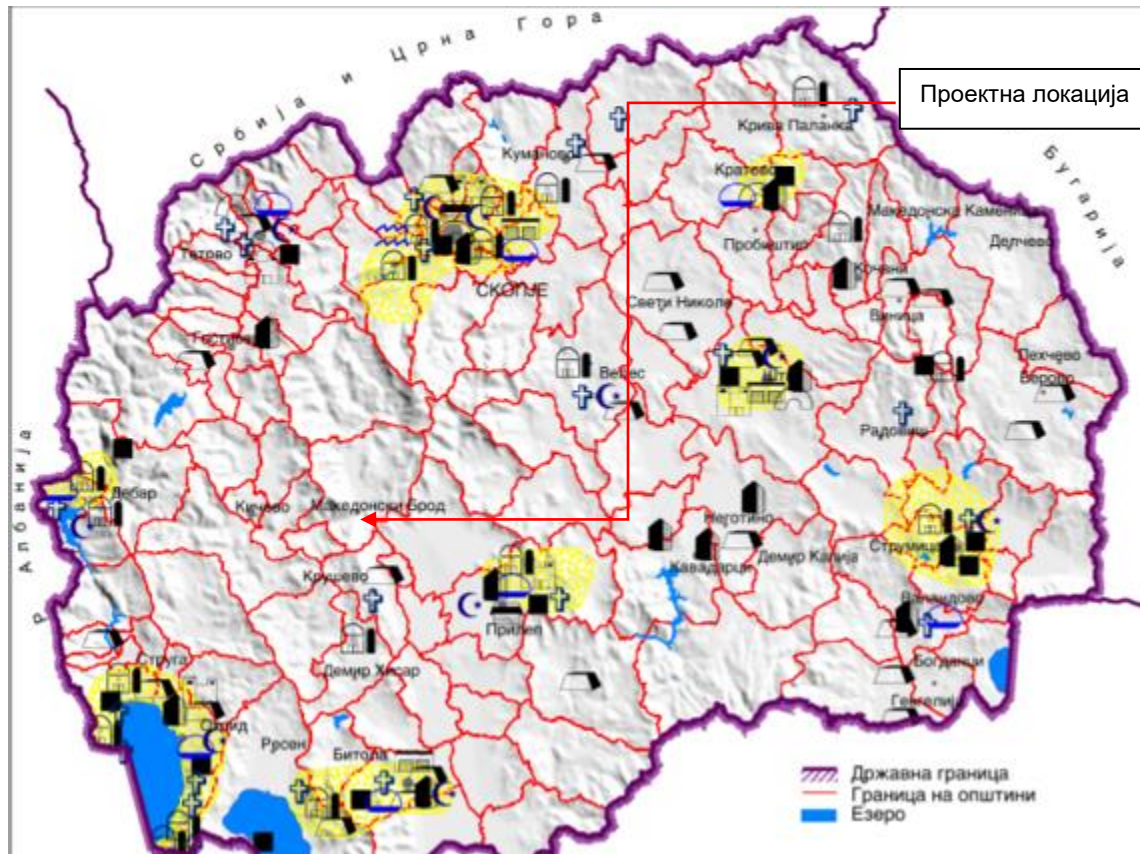 Србија и Црна Гора
Проектна локација
Крива Паланка
Куманово
Бугарија
Кратово
Македонска Каменица
Делчево
Пробиштип
Тетово
Кочани
СКОПЈЕ
Свети Николе
Виница
Гостивар
Пехчево
Берово
Велес
Радовиш
Р. Албанија
Дебар
Кичево
Македонски Брод
Неготино
Струмица
Кавадарци
Демир Капија
Крушево
Валандово
Прилеп
Струга
Демир Хисар
Богданци
Гевгелија
Охрид
Ресен
Битола
Државна граница
Граница на општини
Езеро